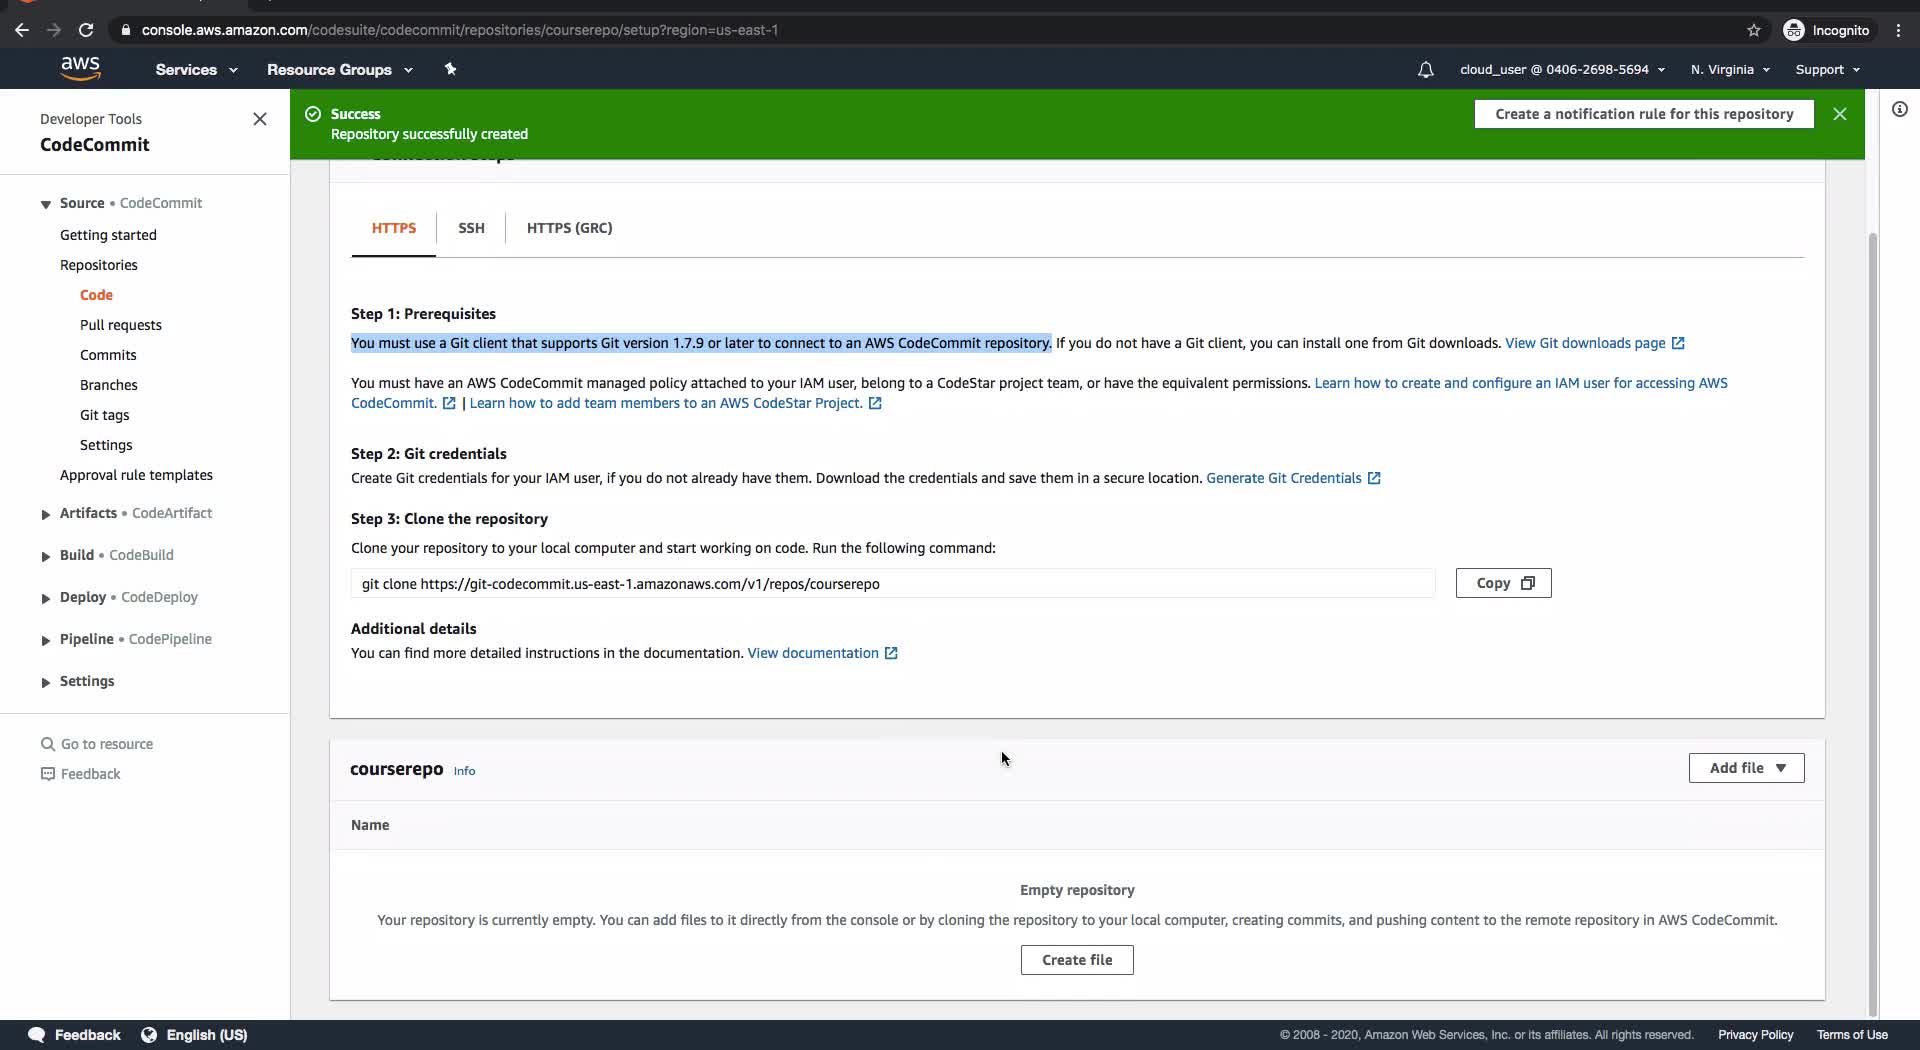 console.aws.amazon.com/codesuite/codecommit/repositories/courserepo/setup?region=us-east-1
Incognito
aws
Services
Resource Groups
cloud_user @ 0406-2698-5694
N. Virginia
Support
Developer Tools
CodeCommit
Success
Repository successfully created
Create a notification rule for this repository
Source • CodeCommit
Getting started
Repositories
Code
Pull requests
Commits
Branches
Git tags
Settings
Approval rule templates
Artifacts • CodeArtifact
Build • CodeBuild
Deploy • CodeDeploy
Pipeline • CodePipeline
Settings
Go to resource
Feedback
HTTPS
SSH
HTTPS (GRC)
Step 1: Prerequisites
You must use a Git client that supports Git version 1.7.9 or later to connect to an AWS CodeCommit repository. If you do not have a Git client, you can install one from Git downloads. View Git downloads page
You must have an AWS CodeCommit managed policy attached to your IAM user, belong to a CodeStar project team, or have the equivalent permissions. Learn how to create and configure an IAM user for accessing AWS
CodeCommit. | Learn how to add team members to an AWS CodeStar Project.
Step 2: Git credentials
Create Git credentials for your IAM user, if you do not already have them. Download the credentials and save them in a secure location. Generate Git Credentials
Step 3: Clone the repository
Clone your repository to your local computer and start working on code. Run the following command:
git clone https://git-codecommit.us-east-1.amazonaws.com/v1/repos/courserepo
Copy
Additional details
You can find more detailed instructions in the documentation. View documentation
courserepo Info
Add file
Name
Empty repository
Your repository is currently empty. You can add files to it directly from the console or by cloning the repository to your local computer, creating commits, and pushing content to the remote repository in AWS CodeCommit.
Create file
Feedback
English (US)
© 2008 - 2020, Amazon Web Services, Inc. or its affiliates. All rights reserved.
Privacy Policy
Terms of Use